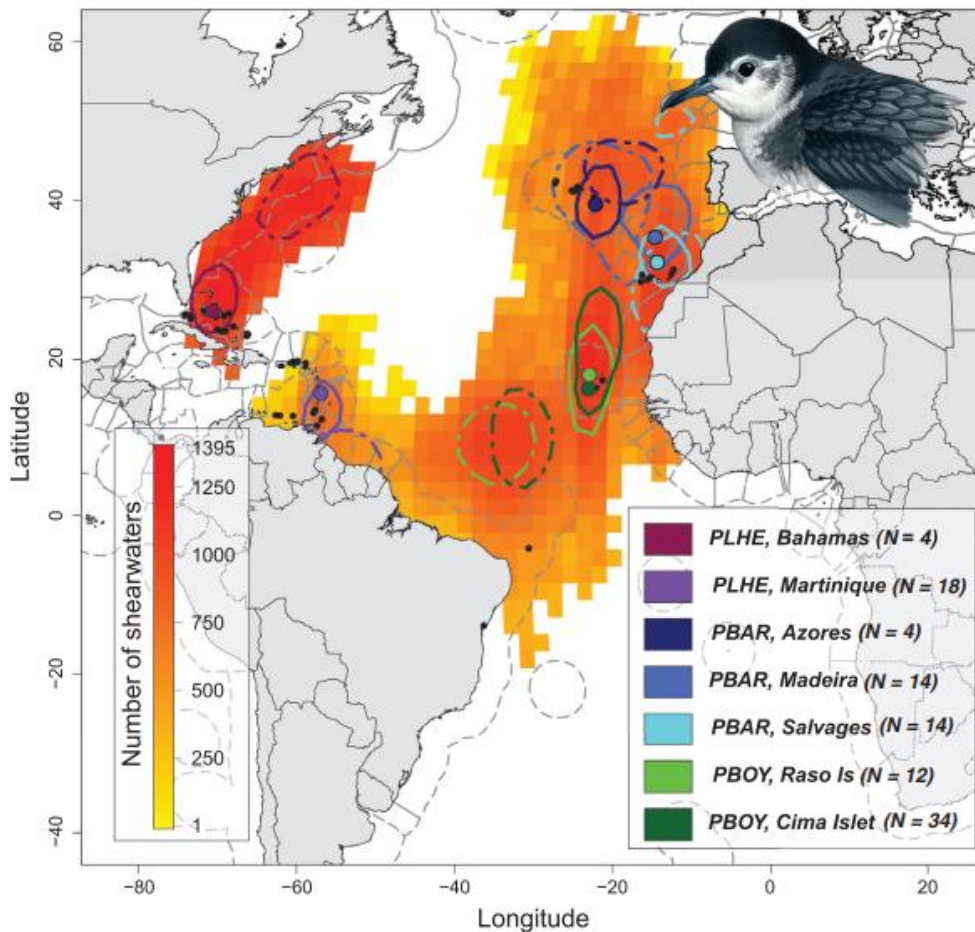 60
40
20
0
−20
−40
Latitude
−80
−60
−40
−20
0
20
Longitude
Number of shearwaters
1395
1250
1000
750
500
250
1
PLHE, Bahamas (N = 4)
PLHE, Martinique (N = 18)
PBAR, Azores (N = 4)
PBAR, Madeira (N = 14)
PBAR, Salvages (N = 14)
PBOY, Raso Is (N = 12)
PBOY, Cima Islet (N = 34)